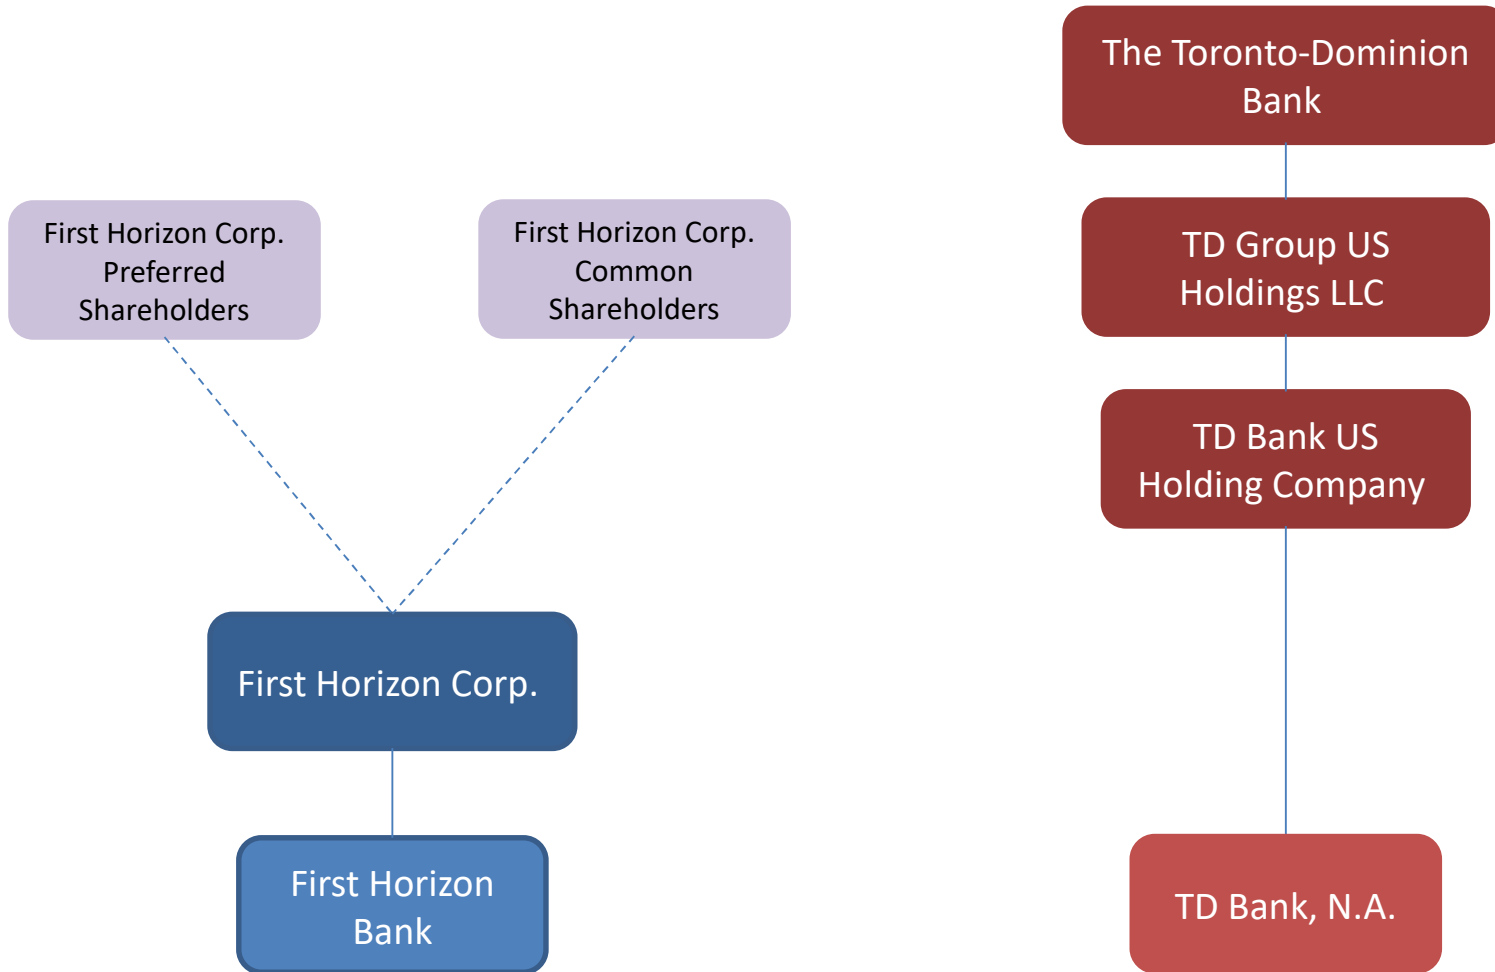 The Toronto-Dominion
Bank
First Horizon Corp.
Preferred
Shareholders
First Horizon Corp.
Common
Shareholders
TD Group US
Holdings LLC
TD Bank US
Holding Company
First Horizon Corp.
First Horizon
Bank
TD Bank, N.A.